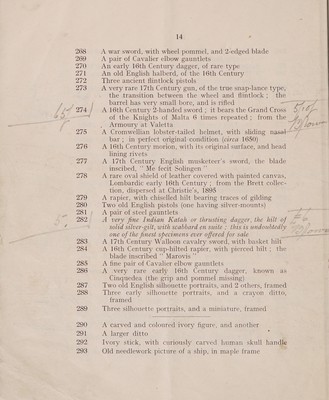 14
268 A war sword, with wheel pommel, and 2-edged blade
269 A pair of Cavalier elbow gauntlets
270 An early 16th Century dagger, of rare type
271 An old English halberd, of the 16th Century
272 Three ancient flintlock pistols
273 A very rare 17th Century gun, of the true snap-lance type,
the transition between the wheel and flintlock ; the
barrel has very small bore, and is rifled
274 A 16th Century 2-handed sword ; it bears the Grand Cross
of the Knights of Malta 6 times repeated ; from the
Armoury at Valetta
275 A Cromwellian lobster-tailed helmet, with sliding nasal
bar ; in perfect original condition (circa 1650)
276 A 16th Century morion, with its original surface, and head
lining rivets
277 A 17th Century English musketeer's sword, the blade
inscibed, "Me fecit Solingen"
278 A rare oval shield of leather covered with painted canvas,
Lombardic early 16th Century ; from the Brett collec-
tion, dispersed at Christie's, 1895
279 A rapier, with chiselled hilt bearing traces of gilding
280 Two old English pistols (one having silver-mounts)
281 A pair of steel gauntlets
282 A very fine Indian Katah or thrusting dagger, the hilt of
solid silver-gilt, with scabbard en suite ; this is undoubtedly
one of the finest specimens ever offered for sale
283 A 17th Century Walloon cavalry sword, with basket hilt
284 A 16th Century cup-hilted rapier, with pierced bilt ; the
blade inscribed "Marovis"
285 A fine pair of Cavalier elbow gauntlets
286 A very rare early 16th Century dagger, known as
Cinquedea (the grip and pommel missing)
287 Two old English silhouette portraits, and 2 others, framed
288 Three early silhouette portraits, and a crayon ditto,
framed
289 Three silhouette portraits, and a miniature, framed
290 A carved and coloured ivory figure, and another
291 A larger ditto
292 Ivory stick, with curiously carved human skull handle
293 Old needlework picture of a ship, in maple frame